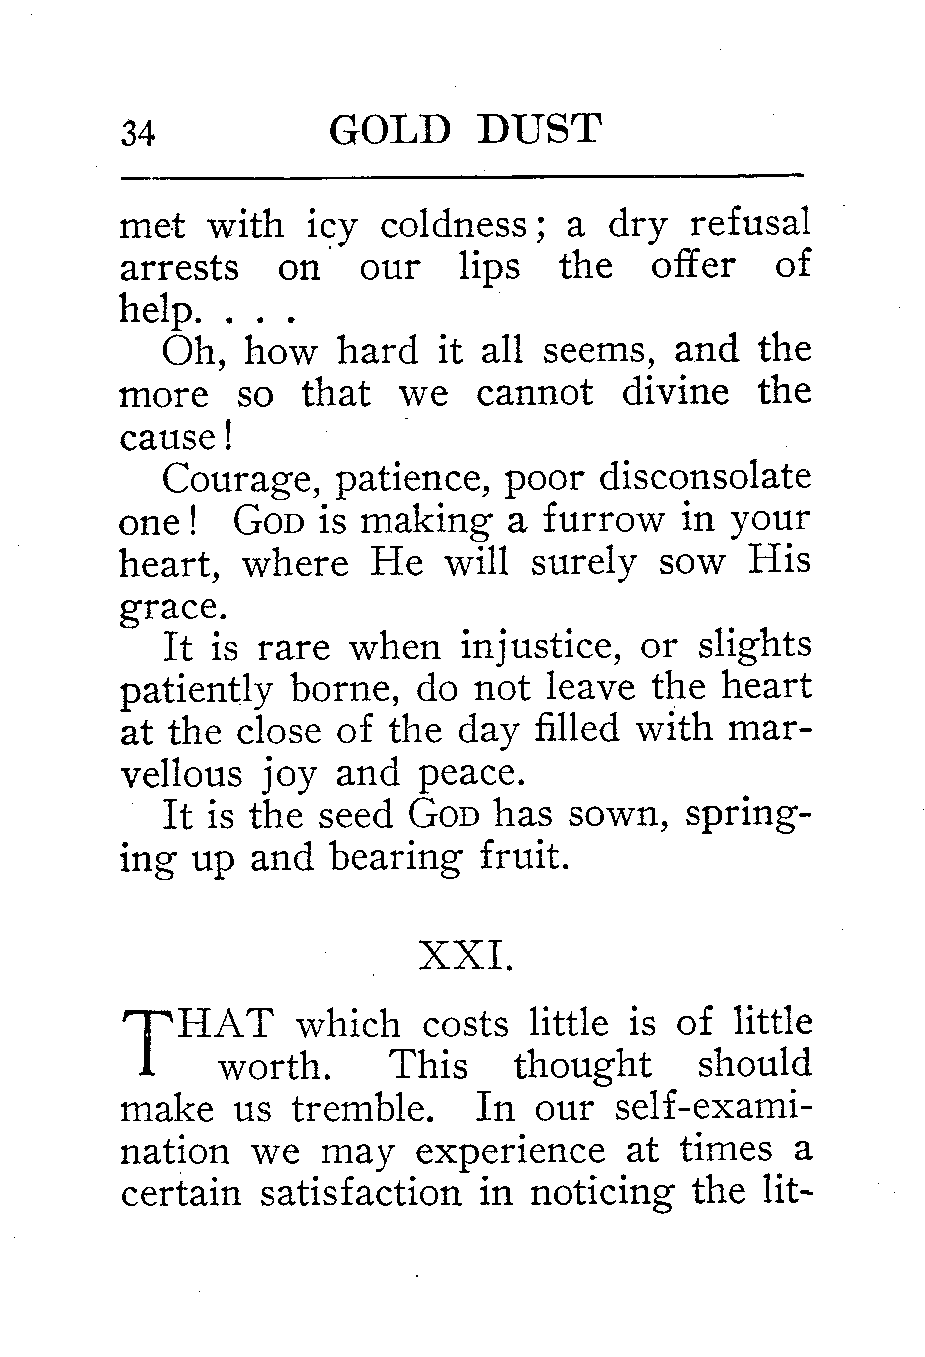 34 GOLD DUST
met with icy coldness; a dry refusal
arrests on our lips the offer of
help. . . .
Oh, how hard it all seems, and the
more so that we cannot divine the
cause!
Courage, patience, poor disconsolate
one! GOD is making a furrow in your
heart, where He will surely sow His
grace.
It is rare when injustice, or slights
patiently borne, do not leave the heart
at the close of the day filled with mar-
vellous joy and peace.
It is the seed GOD has sown, spring-
ing up and bearing fruit.
XXI.
THAT which costs little is of little
worth. This thought should
make us tremble. In our self-exami-
nation we may experience at times a
certain satisfaction in noticing the lit-